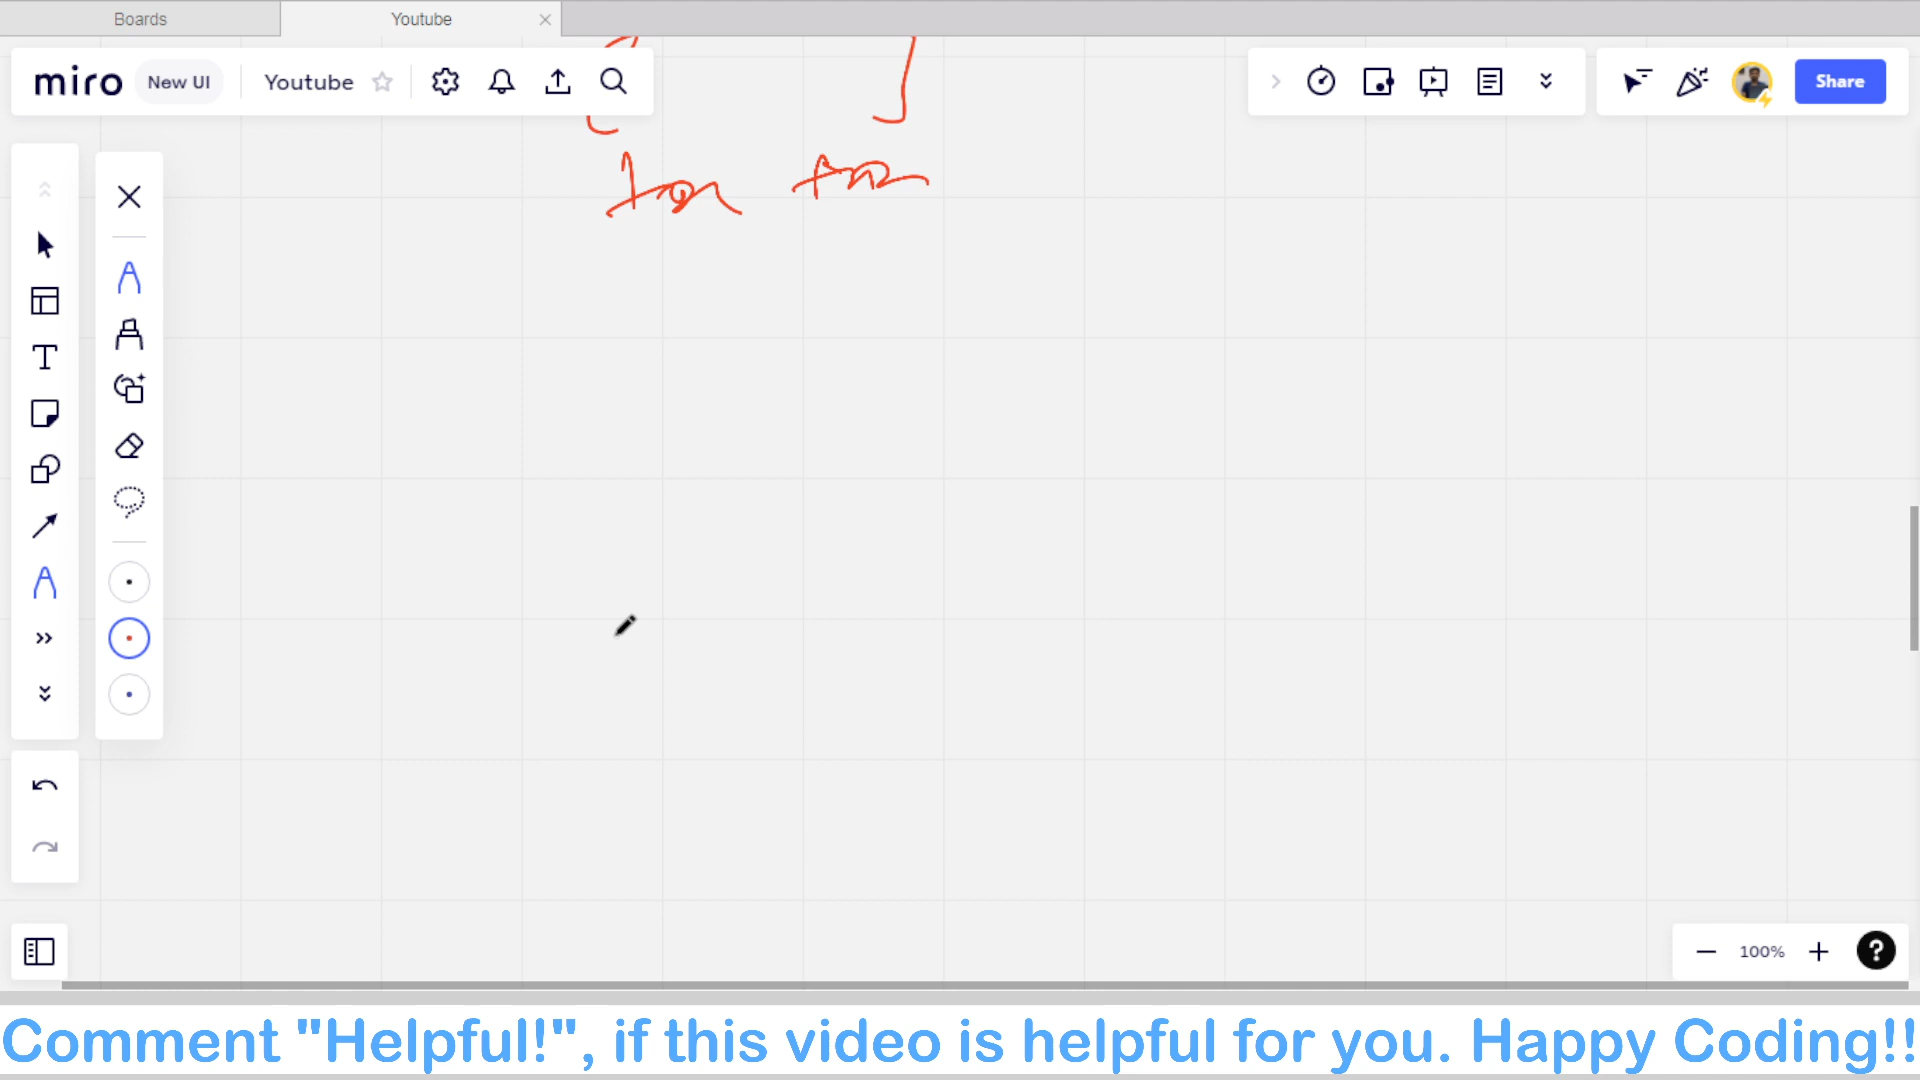 Boards
Youtube
miro New UI Youtube
Share
100%
Comment "Helpful!", if this video is helpful for you. Happy Coding!!